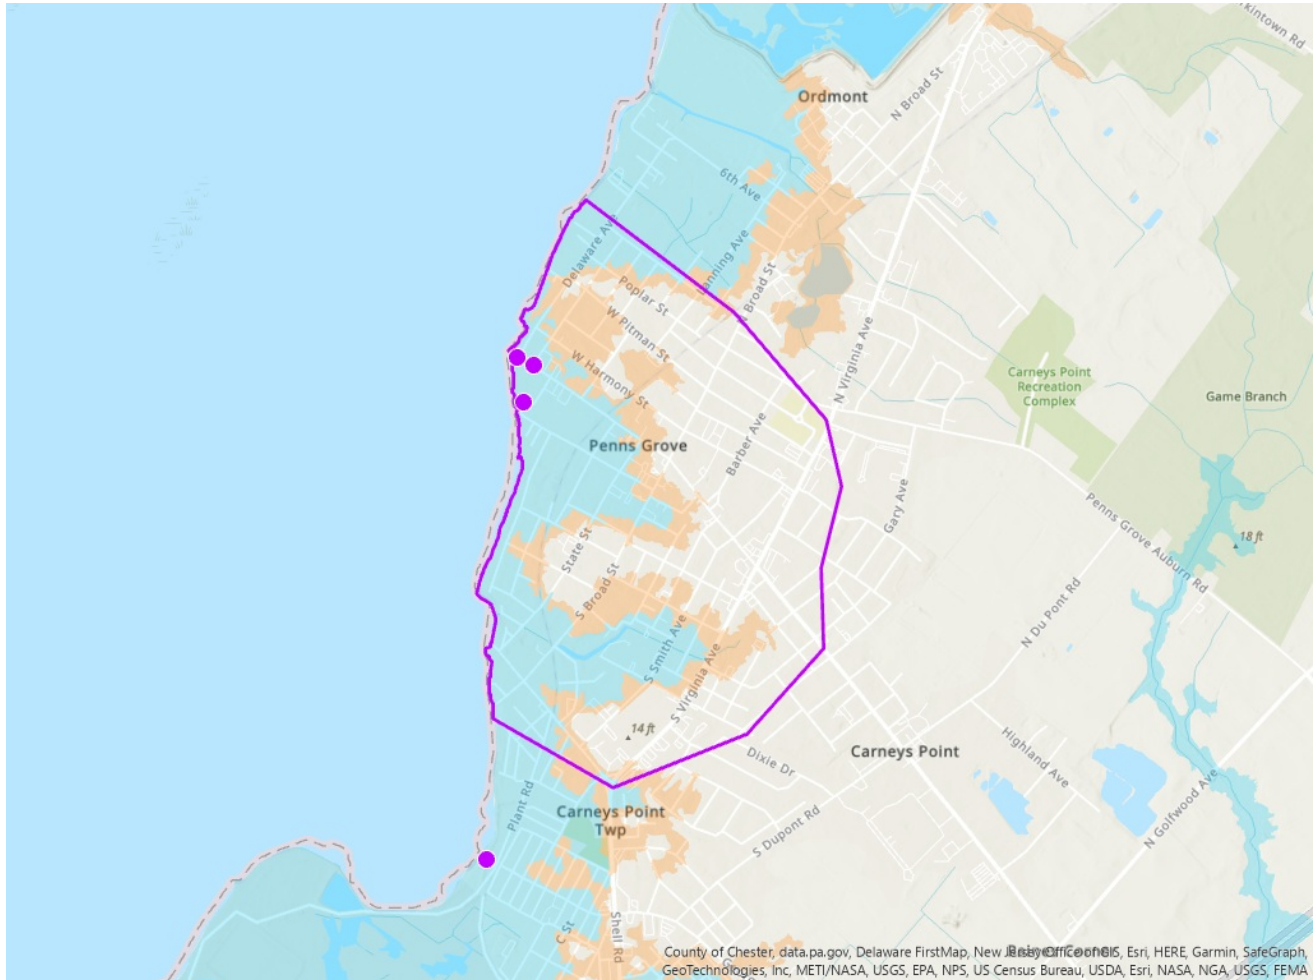 rkintown Rd
Ordmont
N Broad St
6th Ave
Delaware Av
Lanning Ave
N Broad St
Poplar St
W Pitman St
W Harmony St
N Virginia Ave
Carneys Point
Recreation
Complex
Game Branch
Penns Grove
Barber Ave
Gary Ave
Penns Grove Auburn Rd
18 ft
State St
S Broad St
S Smith Ave
N Du Pont Rd
S Virginia Ave
14 ft
Dixie Dr
Carneys Point
Highland Ave
Plant Rd
Carneys Point
Twp
S Dupont Rd
N Golfwood Ave
C St
Shell Rd
County of Chester, data.pa.gov, Delaware FirstMap, New Jersey Office of GIS, Esri, HERE, Garmin, SafeGraph,
GeoTechnologies, Inc, METI/NASA, USGS, EPA, NPS, US Census Bureau, USDA, Esri, NASA, NGA, USGS, FEMA